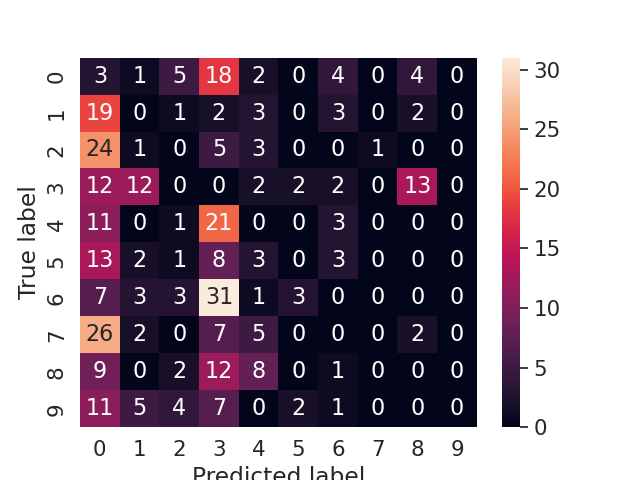 0 3 1 5 18 2 0 4 0 4 0
1 19 0 1 2 3 0 3 0 2 0
2 24 1 0 5 3 0 0 1 0 0
3 12 12 0 0 2 2 2 0 13 0
4 11 0 1 21 0 0 3 0 0 0
5 13 2 1 8 3 0 3 0 0 0
6 7 3 3 31 1 3 0 0 0 0
7 26 2 0 7 5 0 0 0 2 0
8 9 0 2 12 8 0 1 0 0 0
9 11 5 4 7 0 2 1 0 0 0
0 1 2 3 4 5 6 7 8 9
True label
Predicted label
30
25
20
15
10
5
0